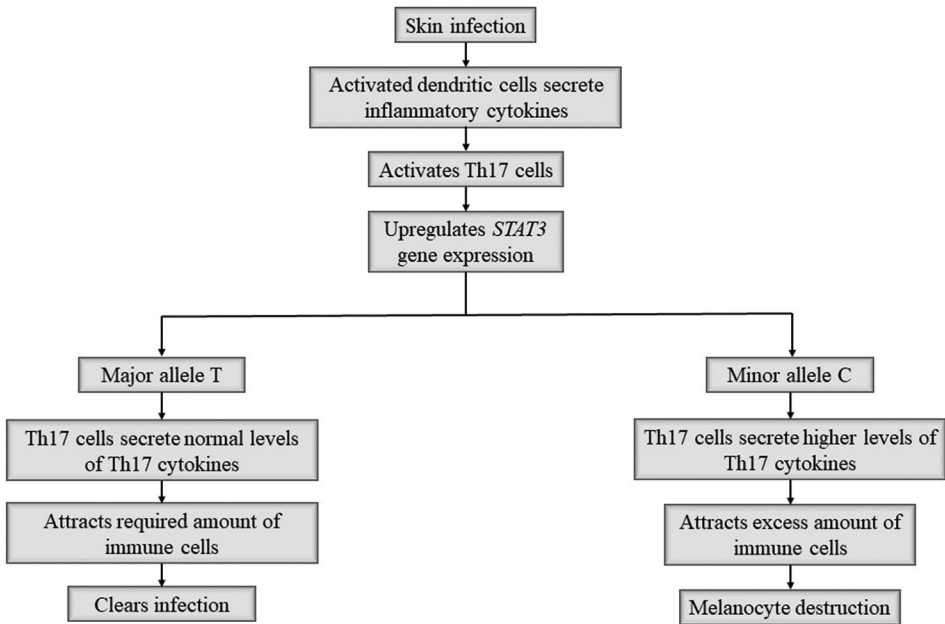 Skin infection
Activated dendritic cells secrete
inflammatory cytokines
Activates Th17 cells
Upregulates STAT3
gene expression
Major allele T
Th17 cells secrete normal levels
of Th17 cytokines
Attracts required amount of
immune cells
Clears infection
Minor allele C
Th17 cells secrete higher levels of
Th17 cytokines
Attracts excess amount of
immune cells
Melanocyte destruction